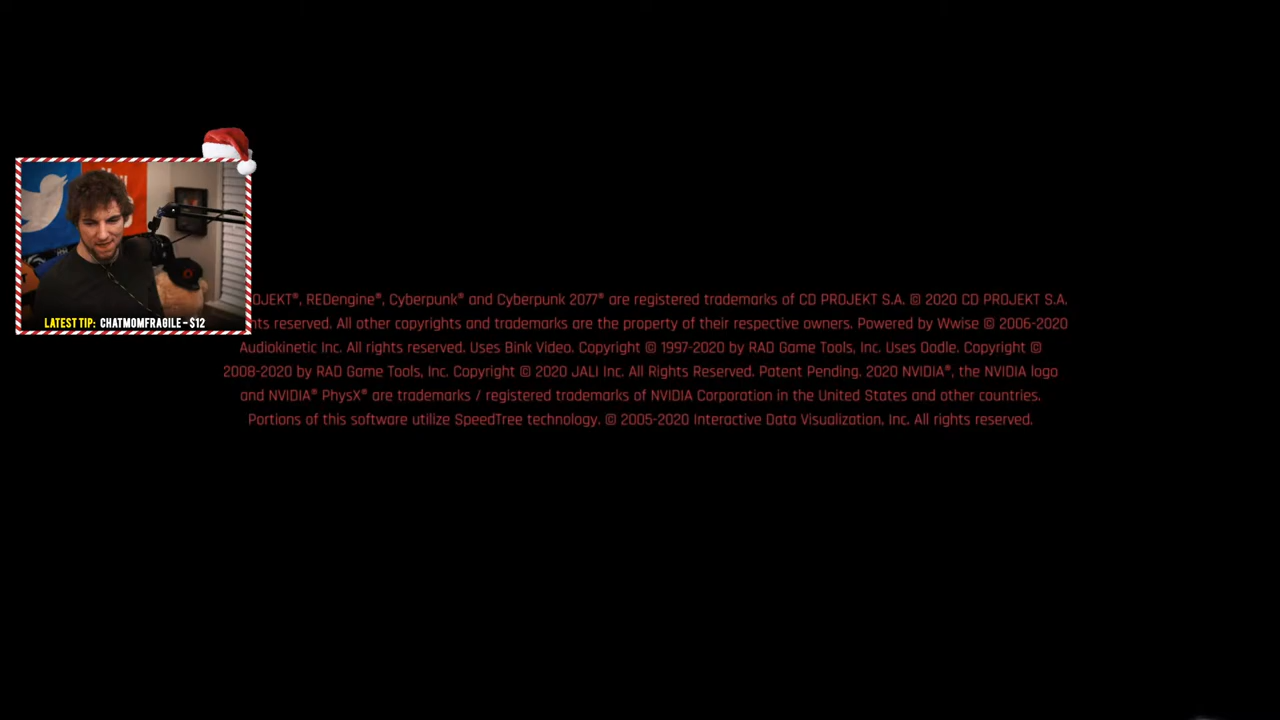 LATEST TIP: CHATMOMFRAGILE - $12
OJEKT®, REDengine®, Cyberpunk® and Cyberpunk 2077® are registered trademarks of CD PROJEKT S.A. © 2020 CD PROJEKT S.A.
hts reserved. All other copyrights and trademarks are the property of their respective owners. Powered by Wwise © 2006-2020
Audiokinetic Inc. All rights reserved. Uses Bink Video. Copyright © 1997-2020 by RAD Game Tools, Inc. Uses Oodle. Copyright ©
2008-2020 by RAD Game Tools, Inc. Copyright © 2020 JALI Inc. All Rights Reserved. Patent Pending. 2020 NVIDIA®, the NVIDIA logo
and NVIDIA® PhysX® are trademarks / registered trademarks of NVIDIA Corporation in the United States and other countries.
Portions of this software utilize SpeedTree technology. © 2005-2020 Interactive Data Visualization, Inc. All rights reserved.